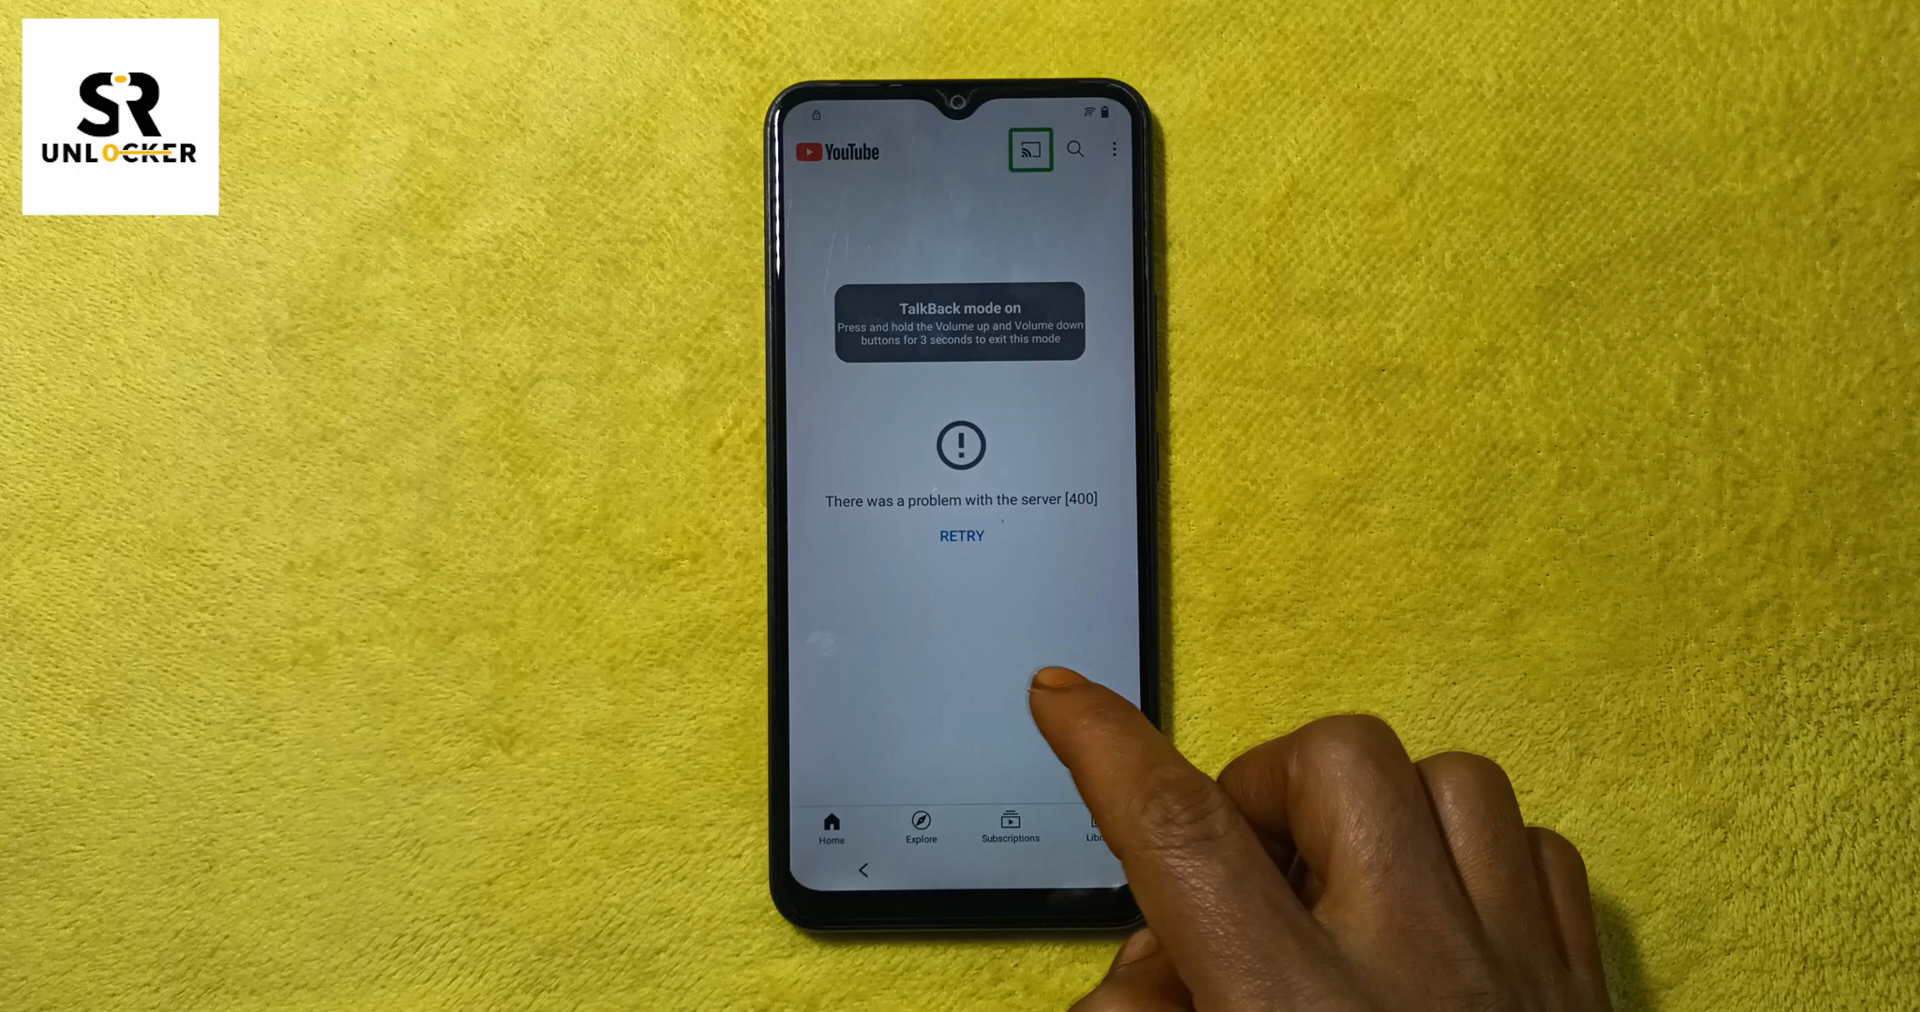 SR
UNLOCKER
YouTube
TalkBack mode on
Press and hold the Volume up and Volume down
buttons for 3 seconds to exit this mode
There was a problem with the server [400]
RETRY
Home
Explore
Subscriptions